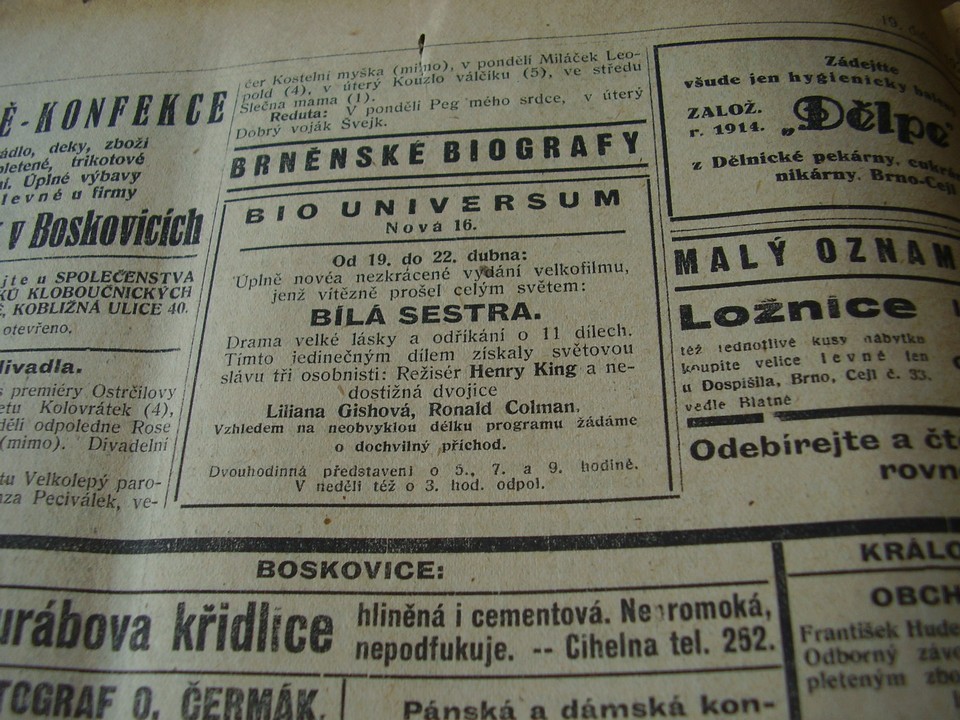 Ě-KONFEKCE
ádlo, deky, zboží
pletené, trikotové
Úplné výbavy
levné u firmy
v Boskovicích
jte u SPOLEČENSTVA
KŮ KLOBOUČNICKÝCH
KOBLIŽNÁ ULICE 40.
otevřeno.
divadla.
s premiéry Ostrčilovy
etu Kolovrátek (4),
děli odpoledne Rose
(mimo). Divadelní
tu Velkolepý paro-
nza Peciválek, ve-
čer Kostelní myška (mimo), v pondělí Miláček Leo-
pold (4), v úterý Kouzlo valčíku (5), ve středu
Slečna mama (1).
Reduta: V pondělí Peg mého srdce, v úterý
Dobrý voják Švejk.
BRNĚNSKÉ BIOGRAFY
BIO UNIVERSUM
Nová 16.
Od 19. do 22. dubna:
Úplně nové a nezkrácené vydání velkofilmu,
jenž vítězně prošel celým světem:
BÍLÁ SESTRA.
Drama velké lásky a odříkání o 11 dílech.
Tímto jedinečným dílem získaly světovou
slávu tři osobnisti: Režisér Henry King a ne-
dostižná dvojice
Liliana Gishová, Ronald Colman.
Vzhledem na neobvyklou délku programu žádáme
o dochvilný příchod.
Dvouhodinná představení o 5., 7. a 9. hodině.
V neděli též o 3. hod. odpol.
19.
Zádejtte
všude jen hygienicky
ZALOŽ.
r. 1914.
„Dělpe"
z Dělnické pekárny, cukrá
nikárny, Brno-Cejl
MALÝ OZNAM
Ložnice
též jednotlivé kusy nábytku
koupíte velice levně jen
u Dospišila, Brno, Cejl č. 33.
vedle Blatné
Odebírejte a čt
rovn
BOSKOVICE:
urábova křidlice
hliněná i cementová. Nepromoká,
nepodfukuje. -- Cihelna tel. 262.
TOGRAF O. ČERMÁK,
Pánská a dámská kon-
KRÁLO
OBCH
František Hude
Odborný závo
pleteným zbo